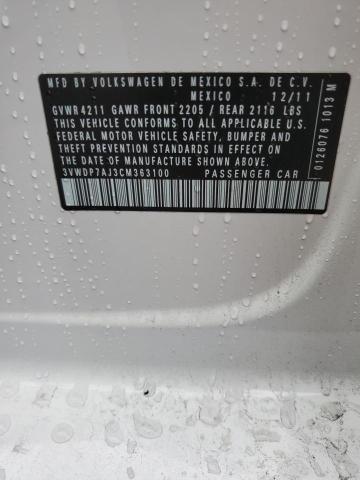 MFD. BY VOLKSWAGEN DE MEXICO S.A. DE C.V.
MEXICO 12/11
GVWR 4211 GAWR FRONT 2205 / REAR 2116 LBS
THIS VEHICLE CONFORMS TO ALL APPLICABLE U.S.
FEDERAL MOTOR VEHICLE SAFETY, BUMPER AND
THEFT PREVENTION STANDARDS IN EFFECT ON THE
DATE OF MANUFACTURE SHOWN ABOVE.
3VWDP7AJ3CM363100 PASSENGER CAR
0126076 1013 M